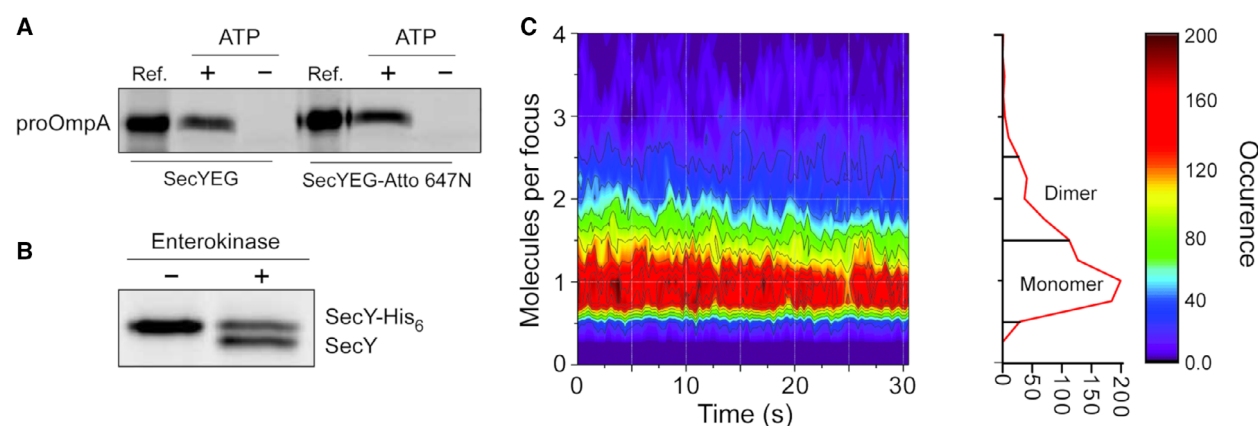 A
ATP
ATP
Ref. + − Ref. + −
proOmpA
SecYEG
SecYEG-Atto 647N
B
Enterokinase
− +
SecY-His6
SecY
C
Molecules per focus
4
3
2
1
0
0 10 20 30
Time (s)
Dimer
Monomer
0 50 100 150 200
200
160
120
80
40
0.0
Occurence